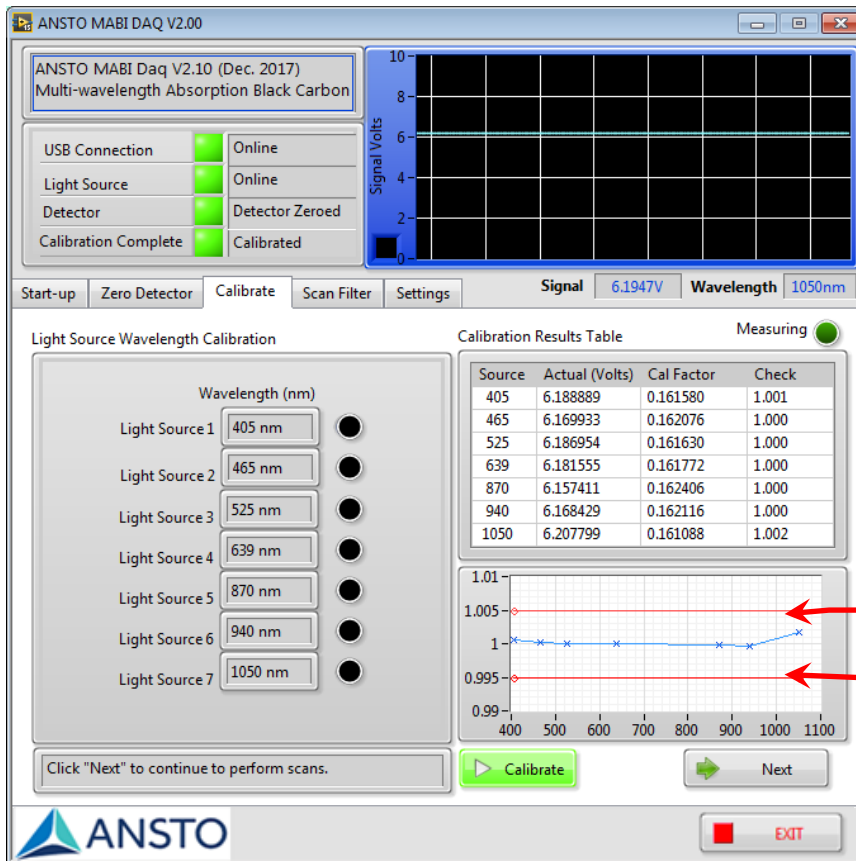 ANSTO MABI DAQ V2.00
ANSTO MABI Daq V2.10 (Dec. 2017)
Multi-wavelength Absorption Black Carbon
USB Connection Online
Light Source Online
Detector Detector Zeroed
Calibration Complete Calibrated
Signal Volts
10
8
6
4
2
0
Start-up Zero Detector Calibrate Scan Filter Settings
Signal 6.1947V Wavelength 1050nm
Light Source Wavelength Calibration
Wavelength (nm)
Light Source 1 405 nm
Light Source 2 465 nm
Light Source 3 525 nm
Light Source 4 639 nm
Light Source 5 870 nm
Light Source 6 940 nm
Light Source 7 1050 nm
Calibration Results Table Measuring
Source Actual (Volts) Cal Factor Check
405 6.188889 0.161580 1.001
465 6.169933 0.162076 1.000
525 6.186954 0.161630 1.000
639 6.181555 0.161772 1.000
870 6.157411 0.162406 1.000
940 6.168429 0.162116 1.000
1050 6.207799 0.161088 1.002
1.01
1.005
1
0.995
0.99
400 500 600 700 800 900 1000 1100
Click "Next" to continue to perform scans.
Calibrate Next
ANSTO
EXIT